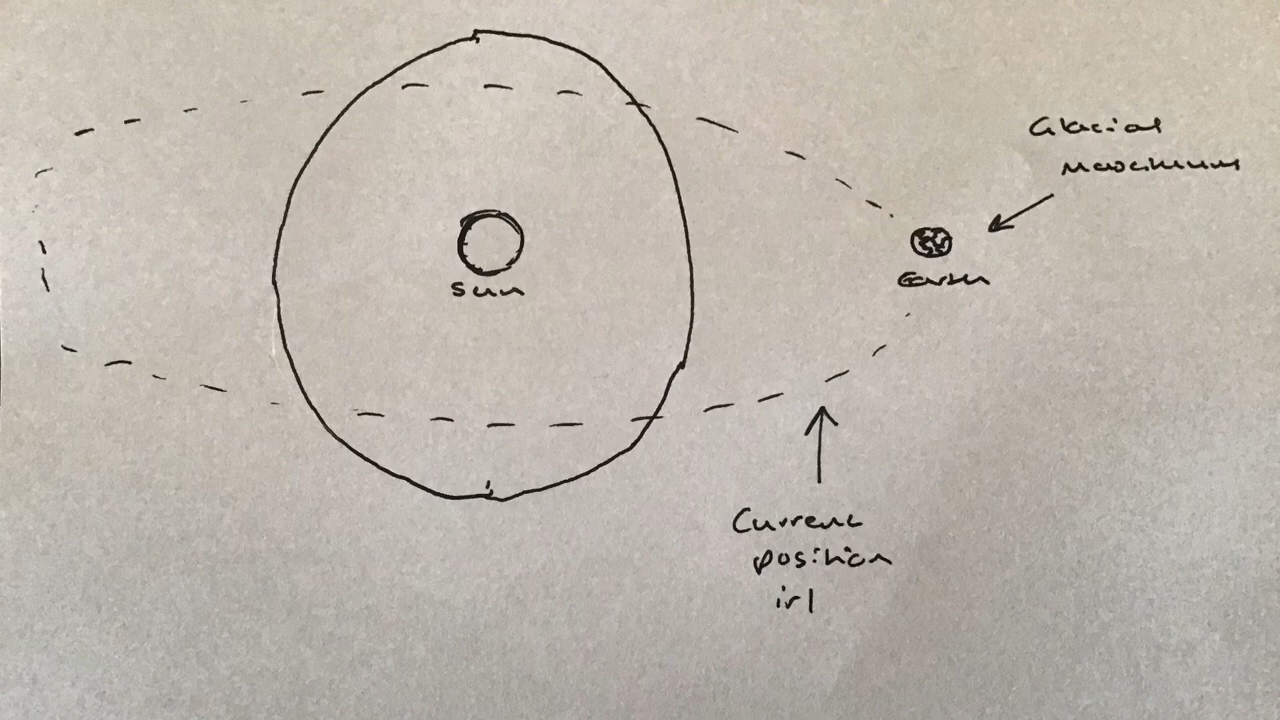 Glacial
maximum
Sun
Earth
Current
position
irl